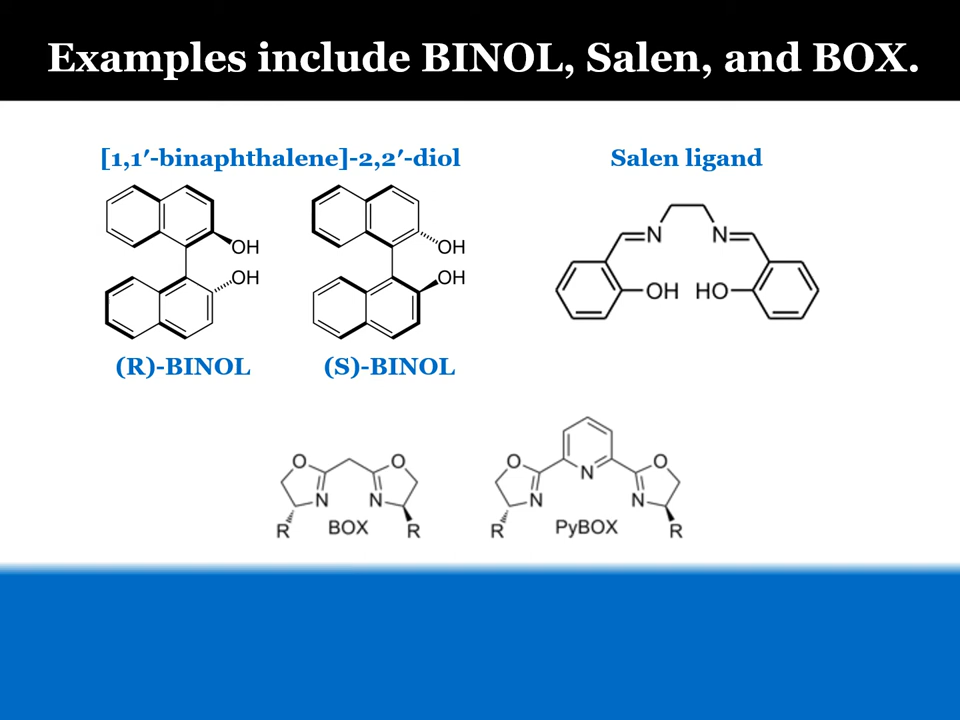 Examples include BINOL, Salen, and BOX.
[1,1′-binaphthalene]-2,2′-diol
Salen ligand
OH
OH
OH
OH
N
N
OH
HO
(R)-BINOL
(S)-BINOL
O
O
N
N
R
BOX
R
O
O
N
N
N
R
PyBOX
R